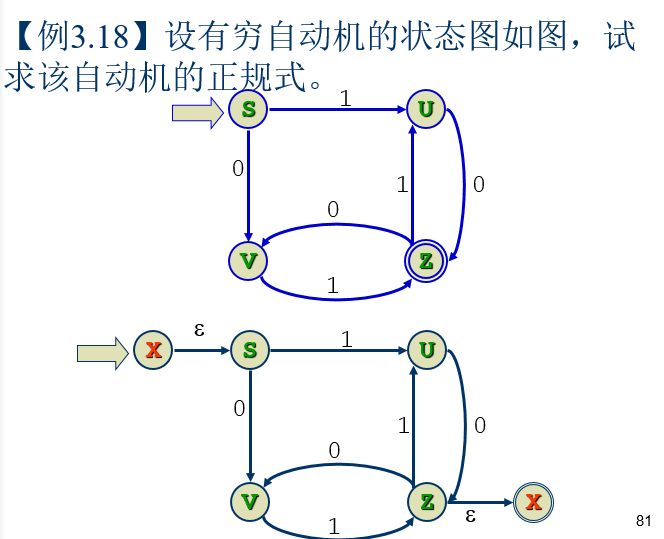 【例3.18】设有穷自动机的状态图如图，试
求该自动机的正规式。
S 1 U
0 1 0
0
V Z
1
X ε S 1 U
0 1 0
0
V Z ε X
1
81